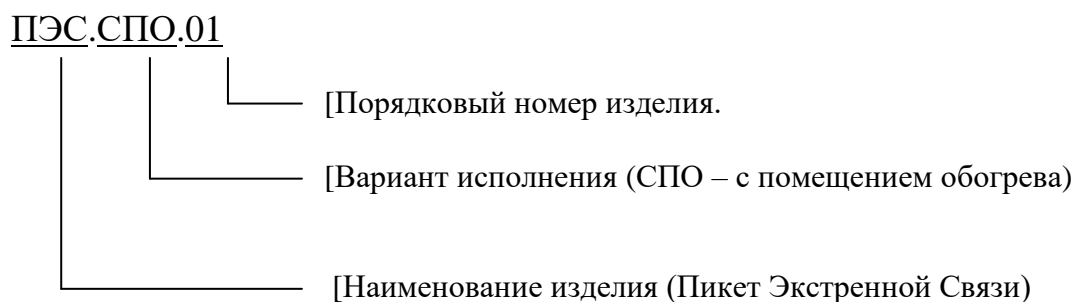 ПЭС.СПО.01
[Порядковый номер изделия.
[Вариант исполнения (СПО – с помещением обогрева)
[Наименование изделия (Пикет Экстренной Связи)